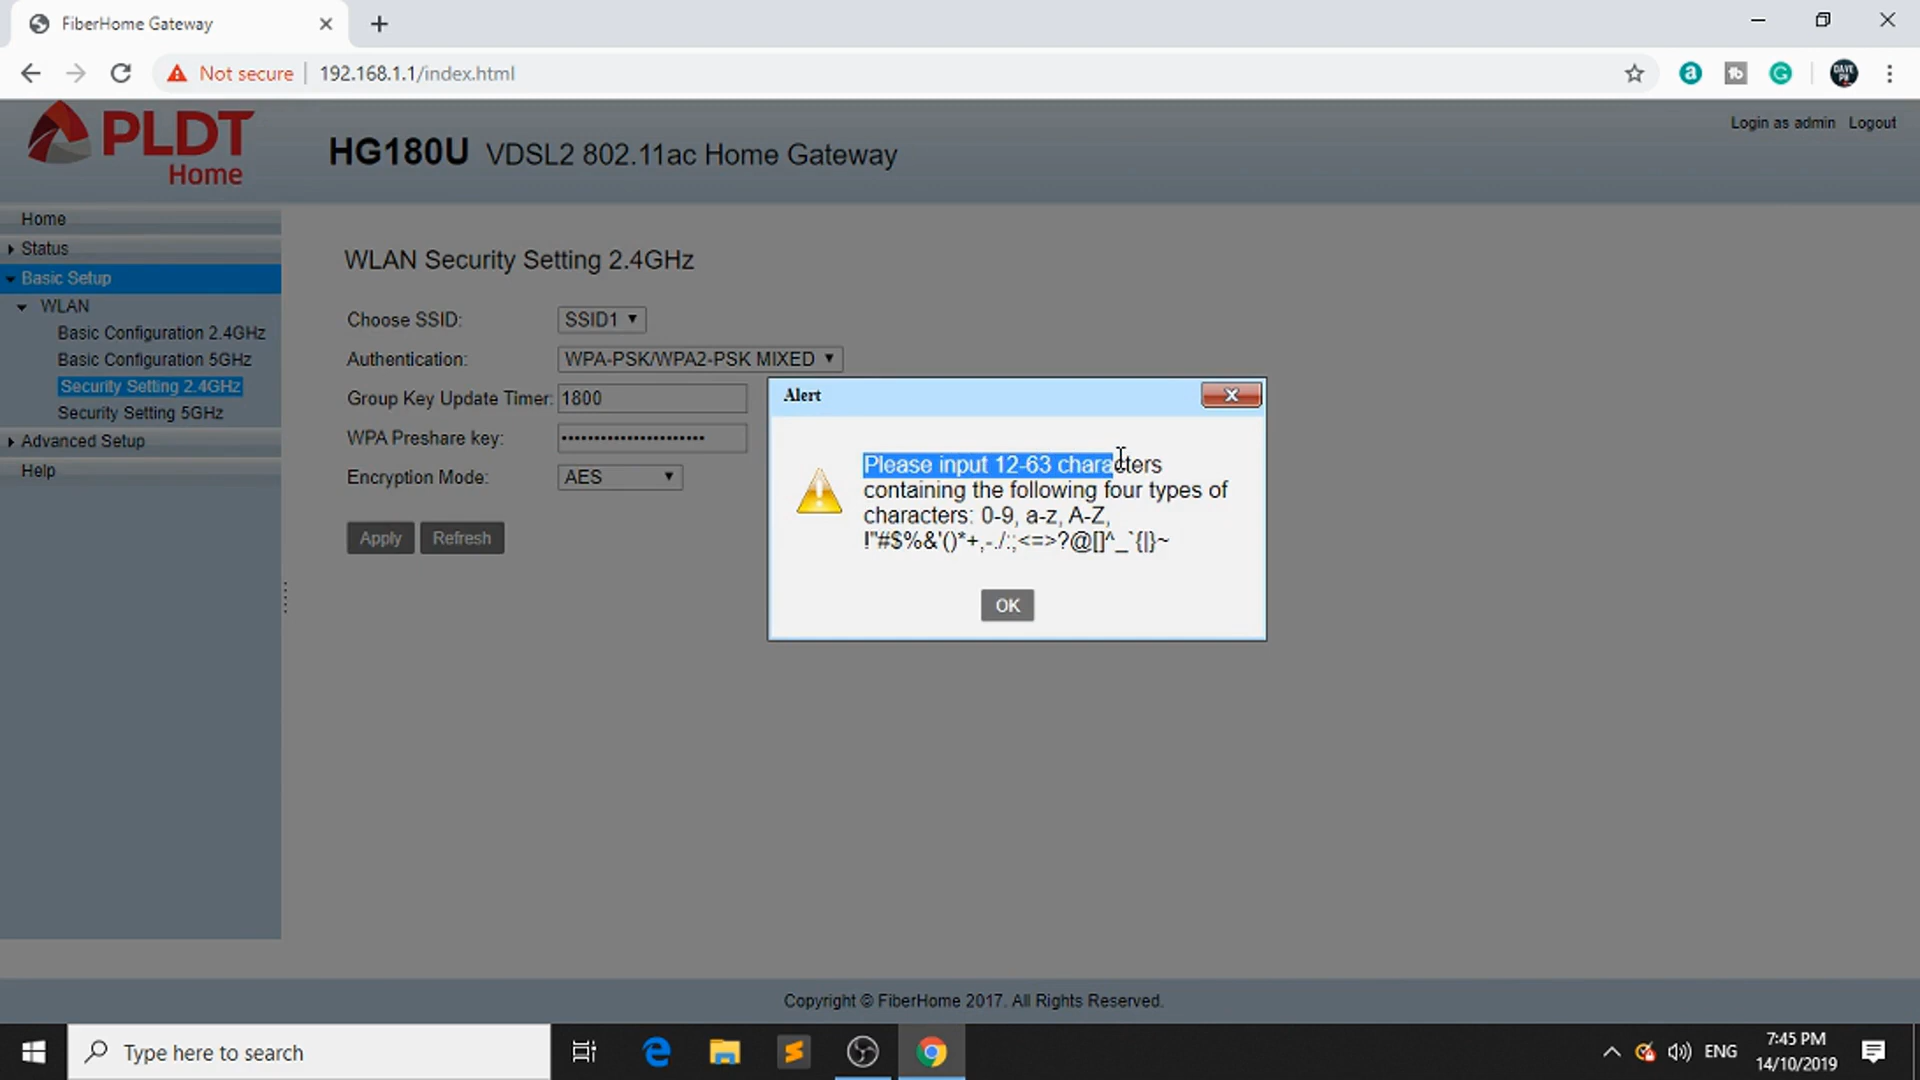 FiberHome Gateway
Not secure
192.168.1.1/index.html
PLDT
Home
HG180U VDSL2 802.11ac Home Gateway
Login as admin Logout
Home
Status
Basic Setup
WLAN
Basic Configuration 2.4GHz
Basic Configuration 5GHz
Security Setting 2.4GHz
Security Setting 5GHz
Advanced Setup
Help
WLAN Security Setting 2.4GHz
Choose SSID: SSID1
Authentication: WPA-PSK/WPA2-PSK MIXED
Group Key Update Timer: 1800
WPA Preshare key: ••••••••••••••••••••••
Encryption Mode: AES
Apply Refresh
Alert
Please input 12-63 characters
containing the following four types of
characters: 0-9, a-z, A-Z,
!"#$%&'()*+,-./:;<=>?@[]^_`{|}~
OK
Copyright © FiberHome 2017. All Rights Reserved.
Type here to search
ENG
7:45 PM
14/10/2019